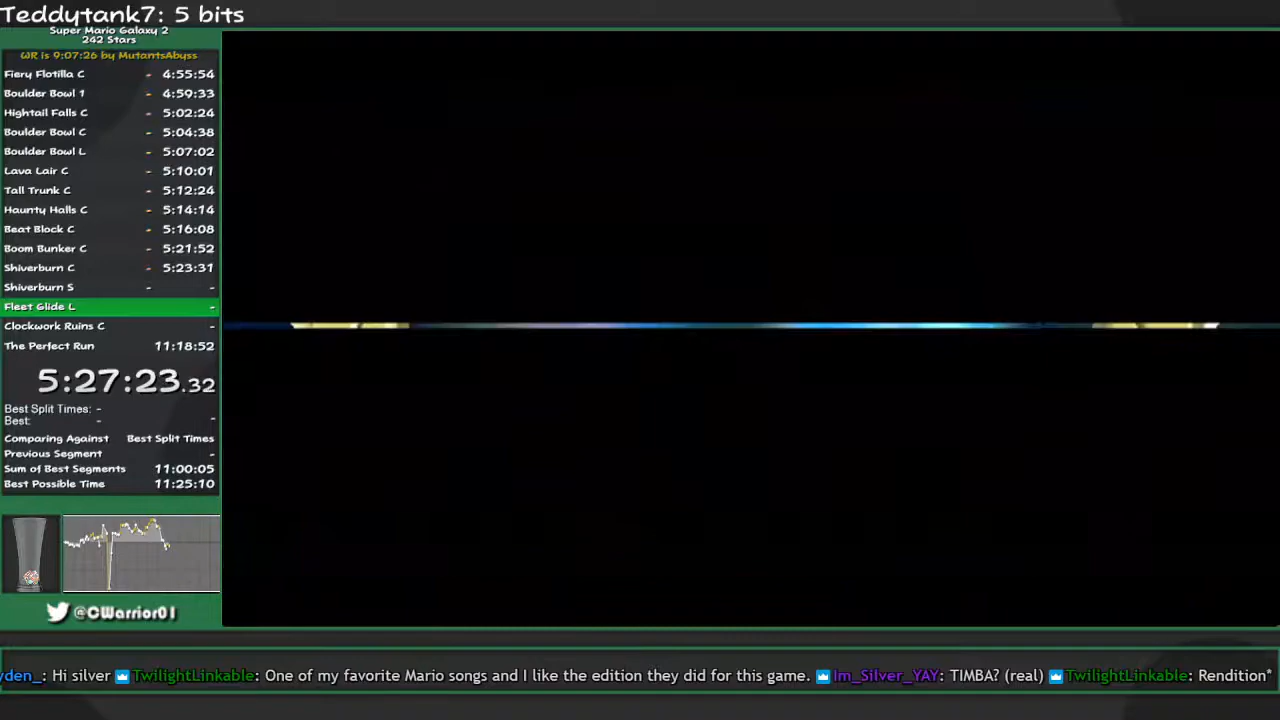 Teddytank7: 5 bits
Super Mario Galaxy 2
242 Stars
WR is 9:07:26 by MutantsAbyss
Fiery Flotilla C - 4:55:54
Boulder Bowl 1 - 4:59:33
Hightail Falls C - 5:02:24
Boulder Bowl C - 5:04:38
Boulder Bowl L - 5:07:02
Lava Lair C - 5:10:01
Tall Trunk C - 5:12:24
Haunty Halls C - 5:14:14
Beat Block C - 5:16:08
Boom Bunker C - 5:21:52
Shiverburn C - 5:23:31
Shiverburn S - -
Fleet Glide L -
Clockwork Ruins C -
The Perfect Run 11:18:52
5:27:23.32
Best Split Times: -
Best: - -
Comparing Against Best Split Times
Previous Segment -
Sum of Best Segments 11:00:05
Best Possible Time 11:25:10
@CWarrior01
yden_: Hi silver TwilightLinkable: One of my favorite Mario songs and I like the edition they did for this game. Im_Silver_YAY: TIMBA? (real) TwilightLinkable: Rendition*